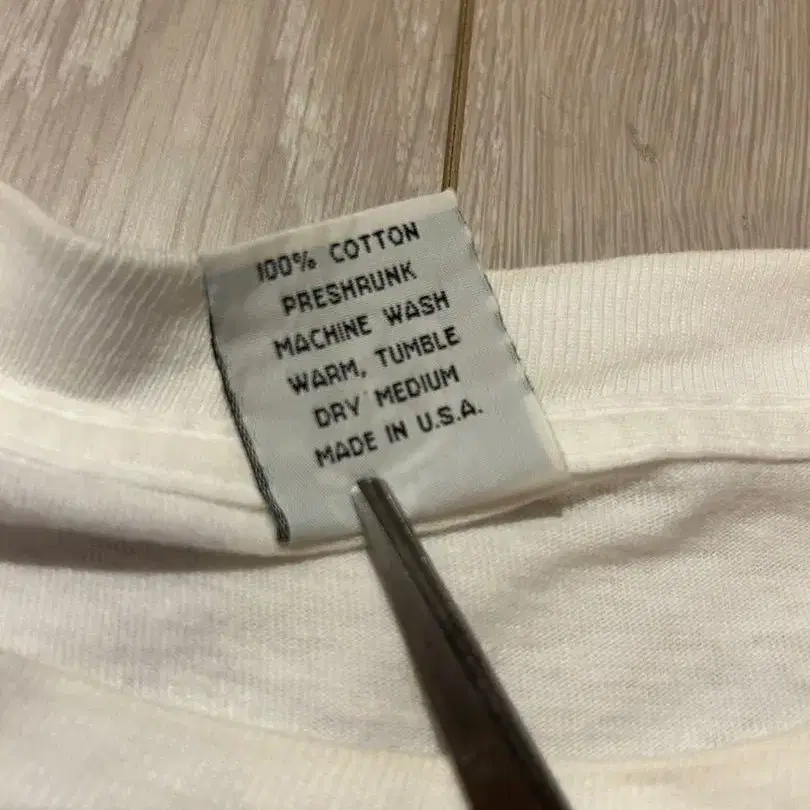 100% COTTON
PRESHRUNK
MACHINE WASH
WARM, TUMBLE
DRY MEDIUM
MADE IN U.S.A.